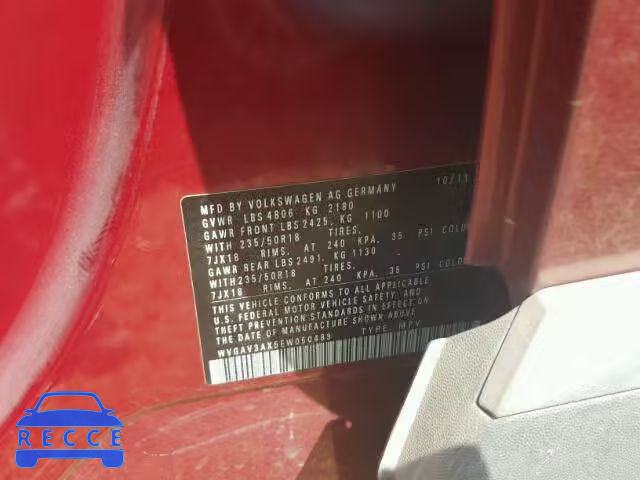 MFD BY VOLKSWAGEN AG GERMANY 10/13
GVWR LBS 4806 KG 2180
GAWR FRONT LBS 2425, KG 1100
WITH 235/50R18 TIRES.
7JX18 RIMS. AT 240 KPA, 35 PSI COLD
GAWR REAR LBS 2491, KG 1130
WITH 235/50R18 TIRES.
7JX18 RIMS. AT 240 KPA, 35 PSI COLD
THIS VEHICLE CONFORMS TO ALL APPLICABLE
U.S. FEDERAL MOTOR VEHICLE SAFETY AND
THEFT PREVENTION STANDARDS IN EFFECT ON
THE DATE OF MANUFACTURE SHOWN ABOVE.
WVGAV3AX5EW050489 TYPE MPV
RECCE